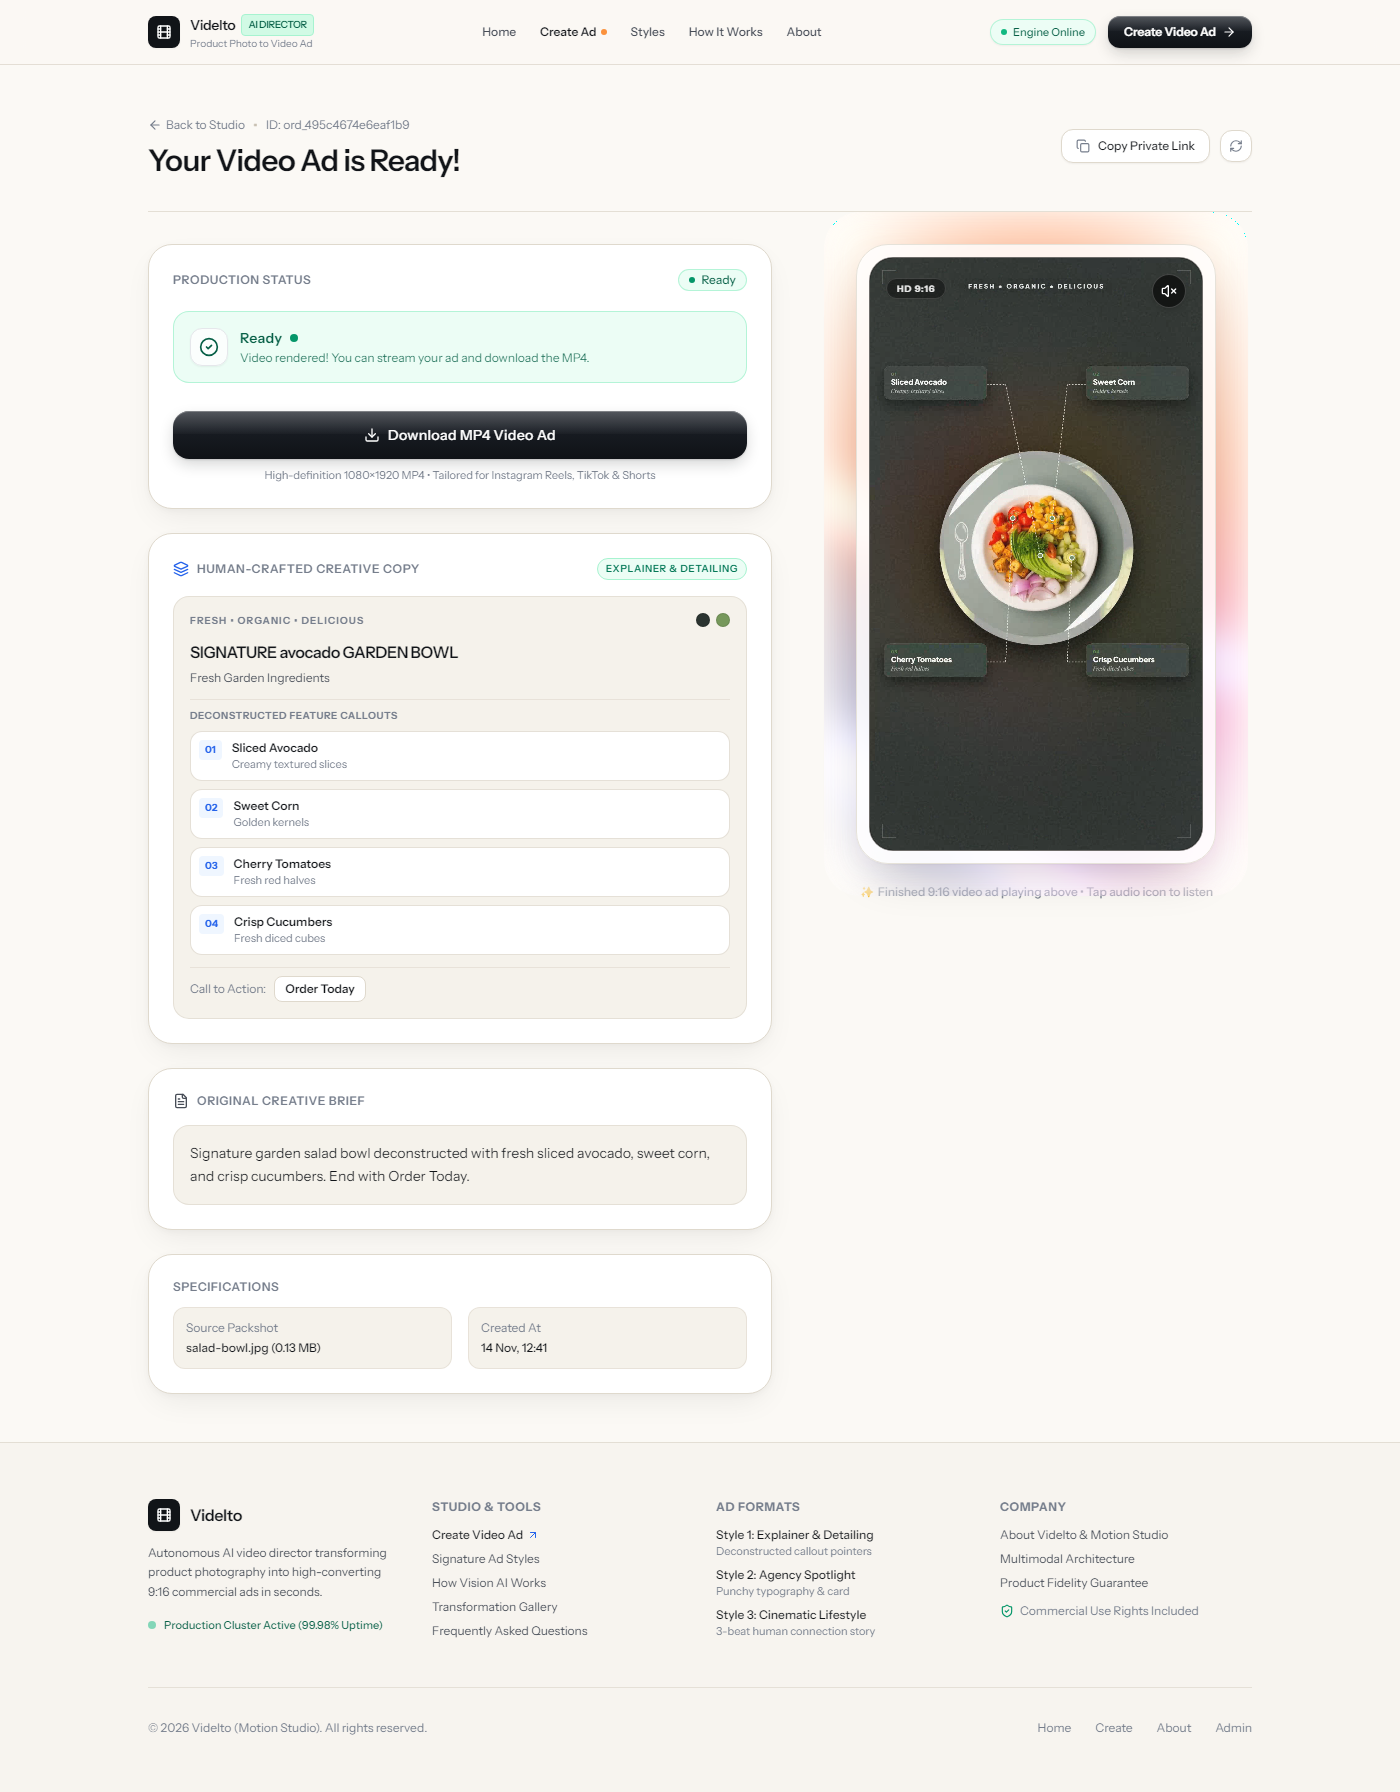 Videlto AI DIRECTOR
Product Photo to Video Ad
Home Create Ad Styles How It Works About
Engine Online
Create Video Ad
Back to Studio • ID: ord_495c4674e6eaf1b9
Your Video Ad is Ready!
Copy Private Link
PRODUCTION STATUS
Ready
Ready
Video rendered! You can stream your ad and download the MP4.
Download MP4 Video Ad
High-definition 1080×1920 MP4 • Tailored for Instagram Reels, TikTok & Shorts
HUMAN-CRAFTED CREATIVE COPY
EXPLAINER & DETAILING
FRESH • ORGANIC • DELICIOUS
SIGNATURE avocado GARDEN BOWL
Fresh Garden Ingredients
DECONSTRUCTED FEATURE CALLOUTS
01 Sliced Avocado
Creamy textured slices
02 Sweet Corn
Golden kernels
03 Cherry Tomatoes
Fresh red halves
04 Crisp Cucumbers
Fresh diced cubes
Call to Action: Order Today
ORIGINAL CREATIVE BRIEF
Signature garden salad bowl deconstructed with fresh sliced avocado, sweet corn,
and crisp cucumbers. End with Order Today.
SPECIFICATIONS
Source Packshot
salad-bowl.jpg (0.13 MB)
Created At
14 Nov, 12:41
HD 9:16
FRESH • ORGANIC • DELICIOUS
Sliced Avocado
Creamy textured slices
Sweet Corn
Golden kernels
Cherry Tomatoes
Fresh red halves
Crisp Cucumbers
Fresh diced cubes
✨ Finished 9:16 video ad playing above • Tap audio icon to listen
Videlto
Autonomous AI video director transforming
product photography into high-converting
9:16 commercial ads in seconds.
Production Cluster Active (99.98% Uptime)
STUDIO & TOOLS
Create Video Ad
Signature Ad Styles
How Vision AI Works
Transformation Gallery
Frequently Asked Questions
AD FORMATS
Style 1: Explainer & Detailing
Deconstructed callout pointers
Style 2: Agency Spotlight
Punchy typography & card
Style 3: Cinematic Lifestyle
3-beat human connection story
COMPANY
About Videlto & Motion Studio
Multimodal Architecture
Product Fidelity Guarantee
Commercial Use Rights Included
© 2026 Videlto (Motion Studio). All rights reserved.
Home Create About Admin